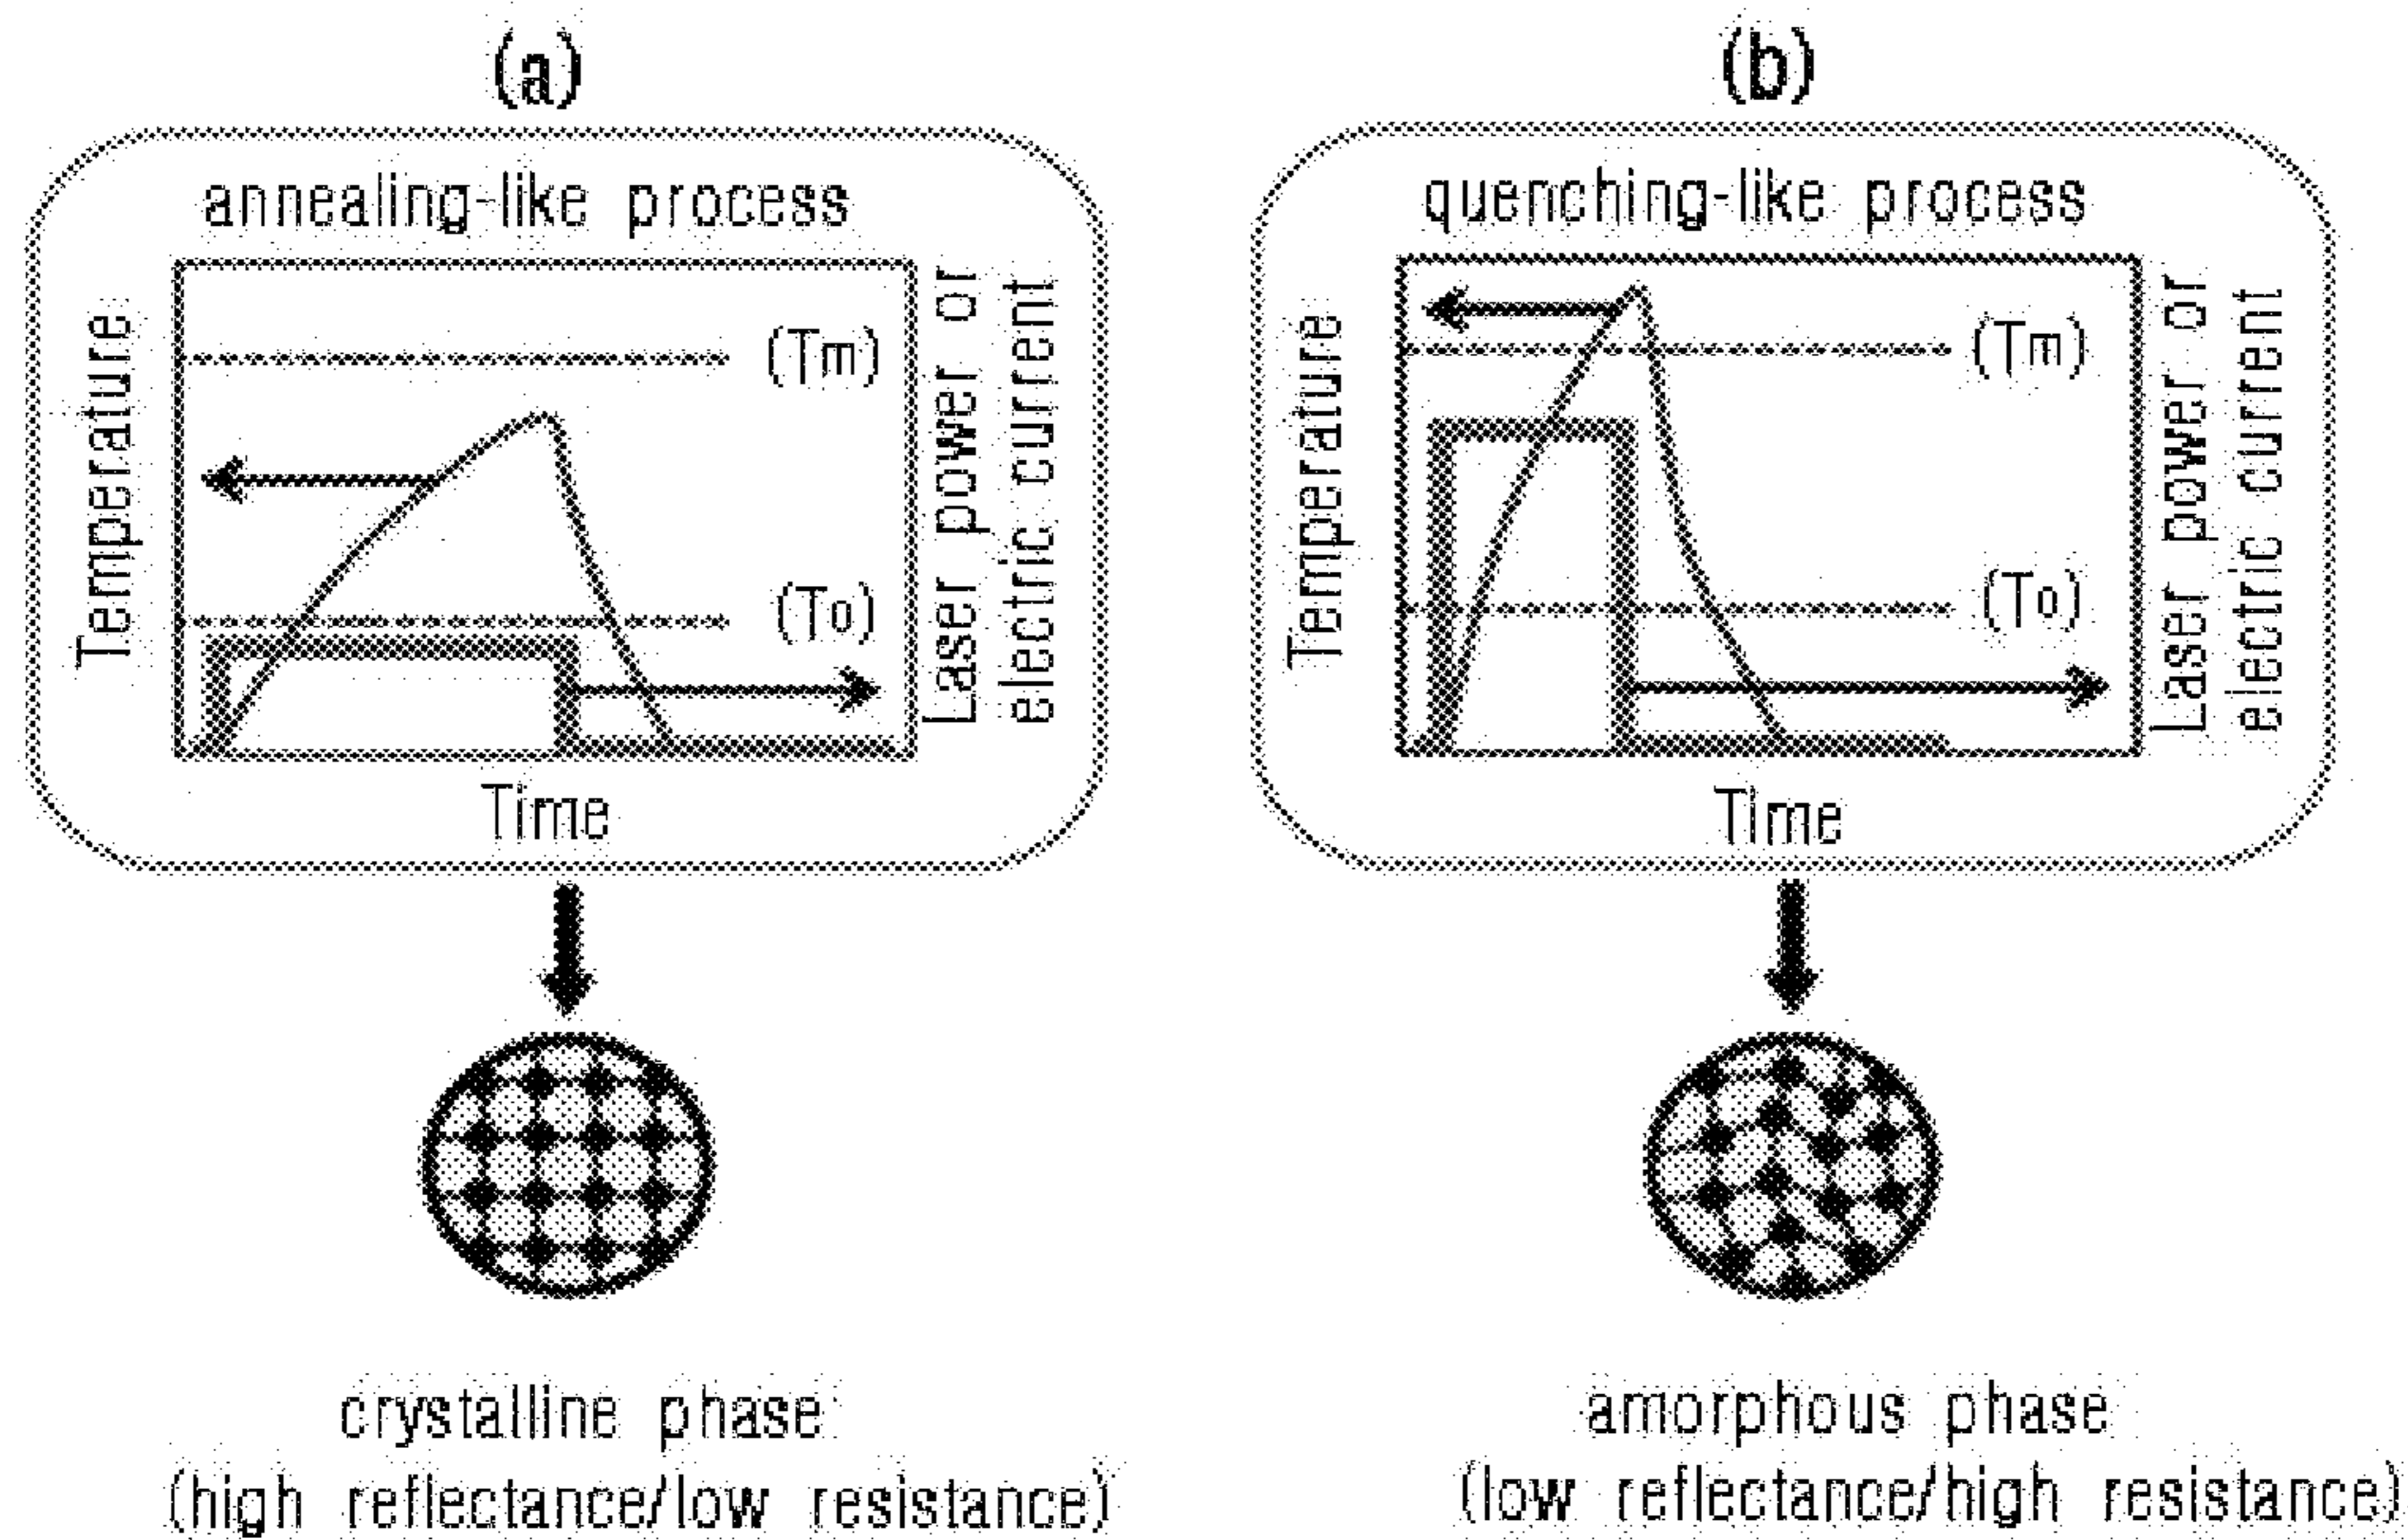 (a)
annealing-like process
Temperature
(Tm)
(To)
Laser power or
electric current
Time
crystalline phase
(high reflectance/low resistance)
(b)
quenching-like process
Temperature
(Tm)
(To)
Laser power or
electric current
Time
amorphous phase
(low reflectance/high resistance)